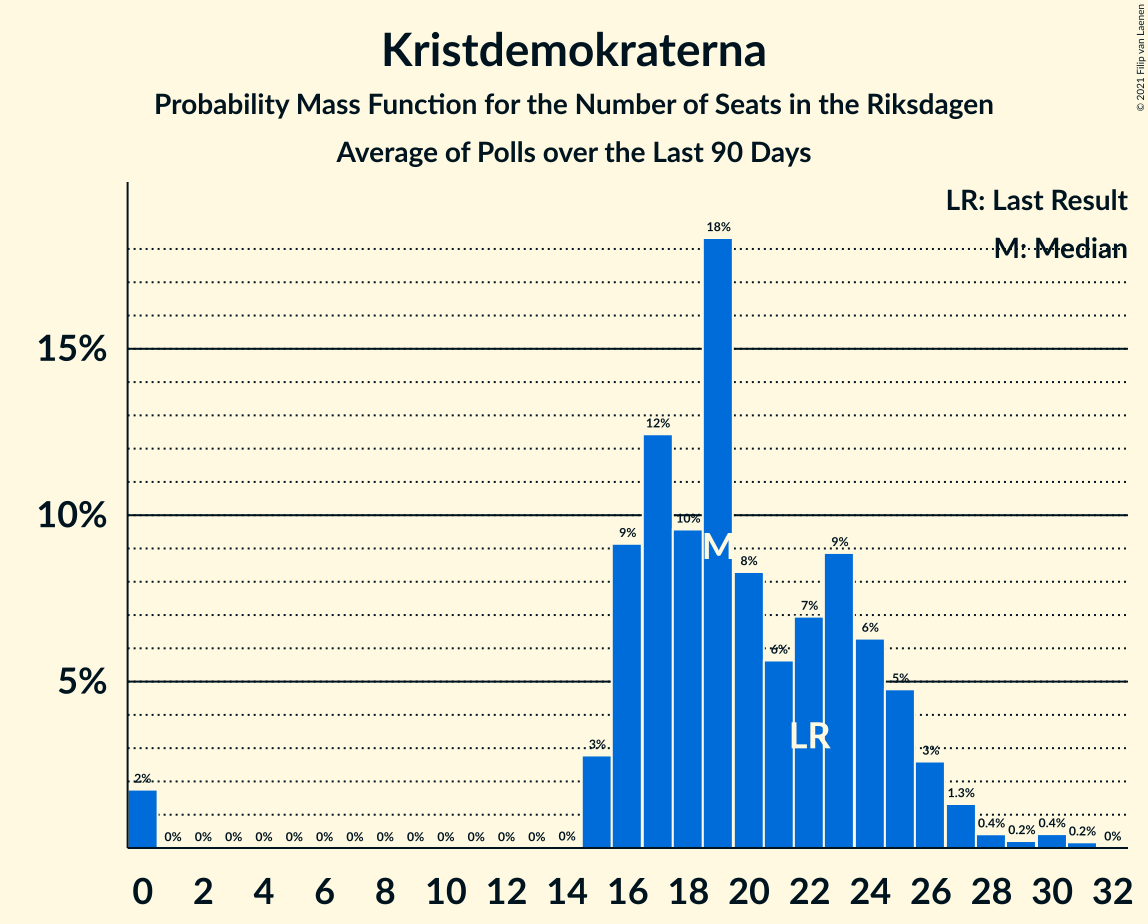 Kristdemokraterna
Probability Mass Function for the Number of Seats in the Riksdagen
Average of Polls over the Last 90 Days
© 2021 Filip van Laenen
LR: Last Result
M: Median
15%
10%
5%
2% 0% 0% 0% 0% 0% 0% 0% 0% 0% 0% 0% 0% 0% 0% 3% 9% 12% 10% 18% 8% 6% 7% 9% 6% 5% 3% 1.3% 0.4% 0.2% 0.4% 0.2% 0%
M
LR
0 2 4 6 8 10 12 14 16 18 20 22 24 26 28 30 32